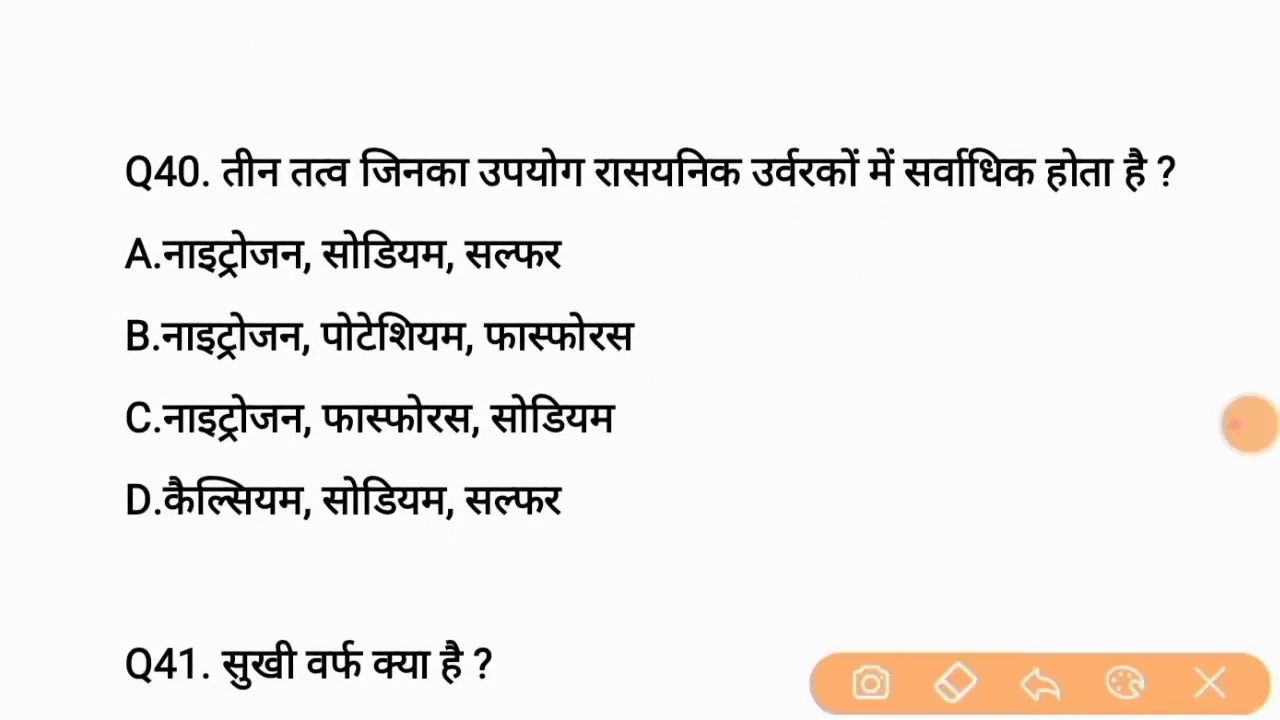 Q40. तीन तत्व जिनका उपयोग रासयनिक उर्वरकों में सर्वाधिक होता है ?
A.नाइट्रोजन, सोडियम, सल्फर
B.नाइट्रोजन, पोटेशियम, फास्फोरस
C.नाइट्रोजन, फास्फोरस, सोडियम
D.कैल्सियम, सोडियम, सल्फर
Q41. सुखी वर्फ क्या है ?